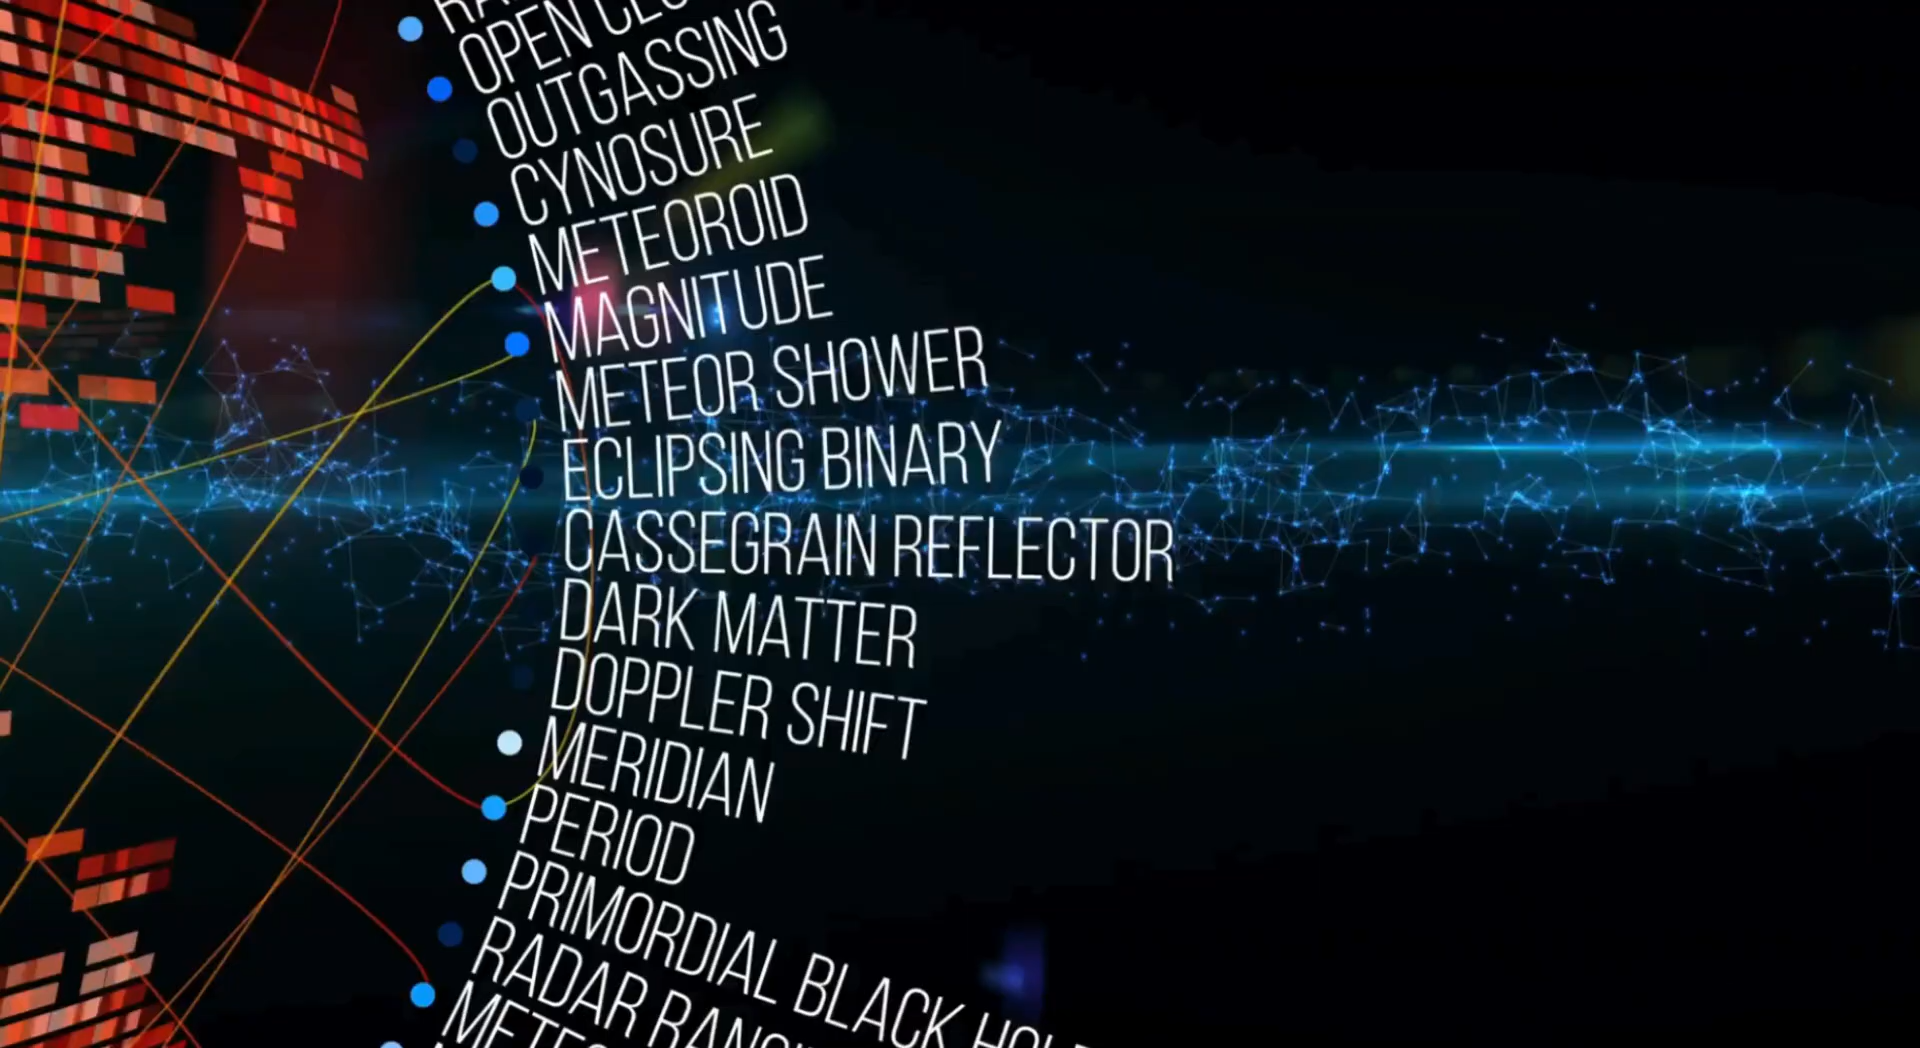 OPEN
OUTGASSING
CYNOSURE
METEOROID
MAGNITUDE
METEOR SHOWER
ECLIPSING BINARY
CASSEGRAIN REFLECTOR
DARK MATTER
DOPPLER SHIFT
MERIDIAN
PERIOD
PRIMORDIAL BLACK
RADAR